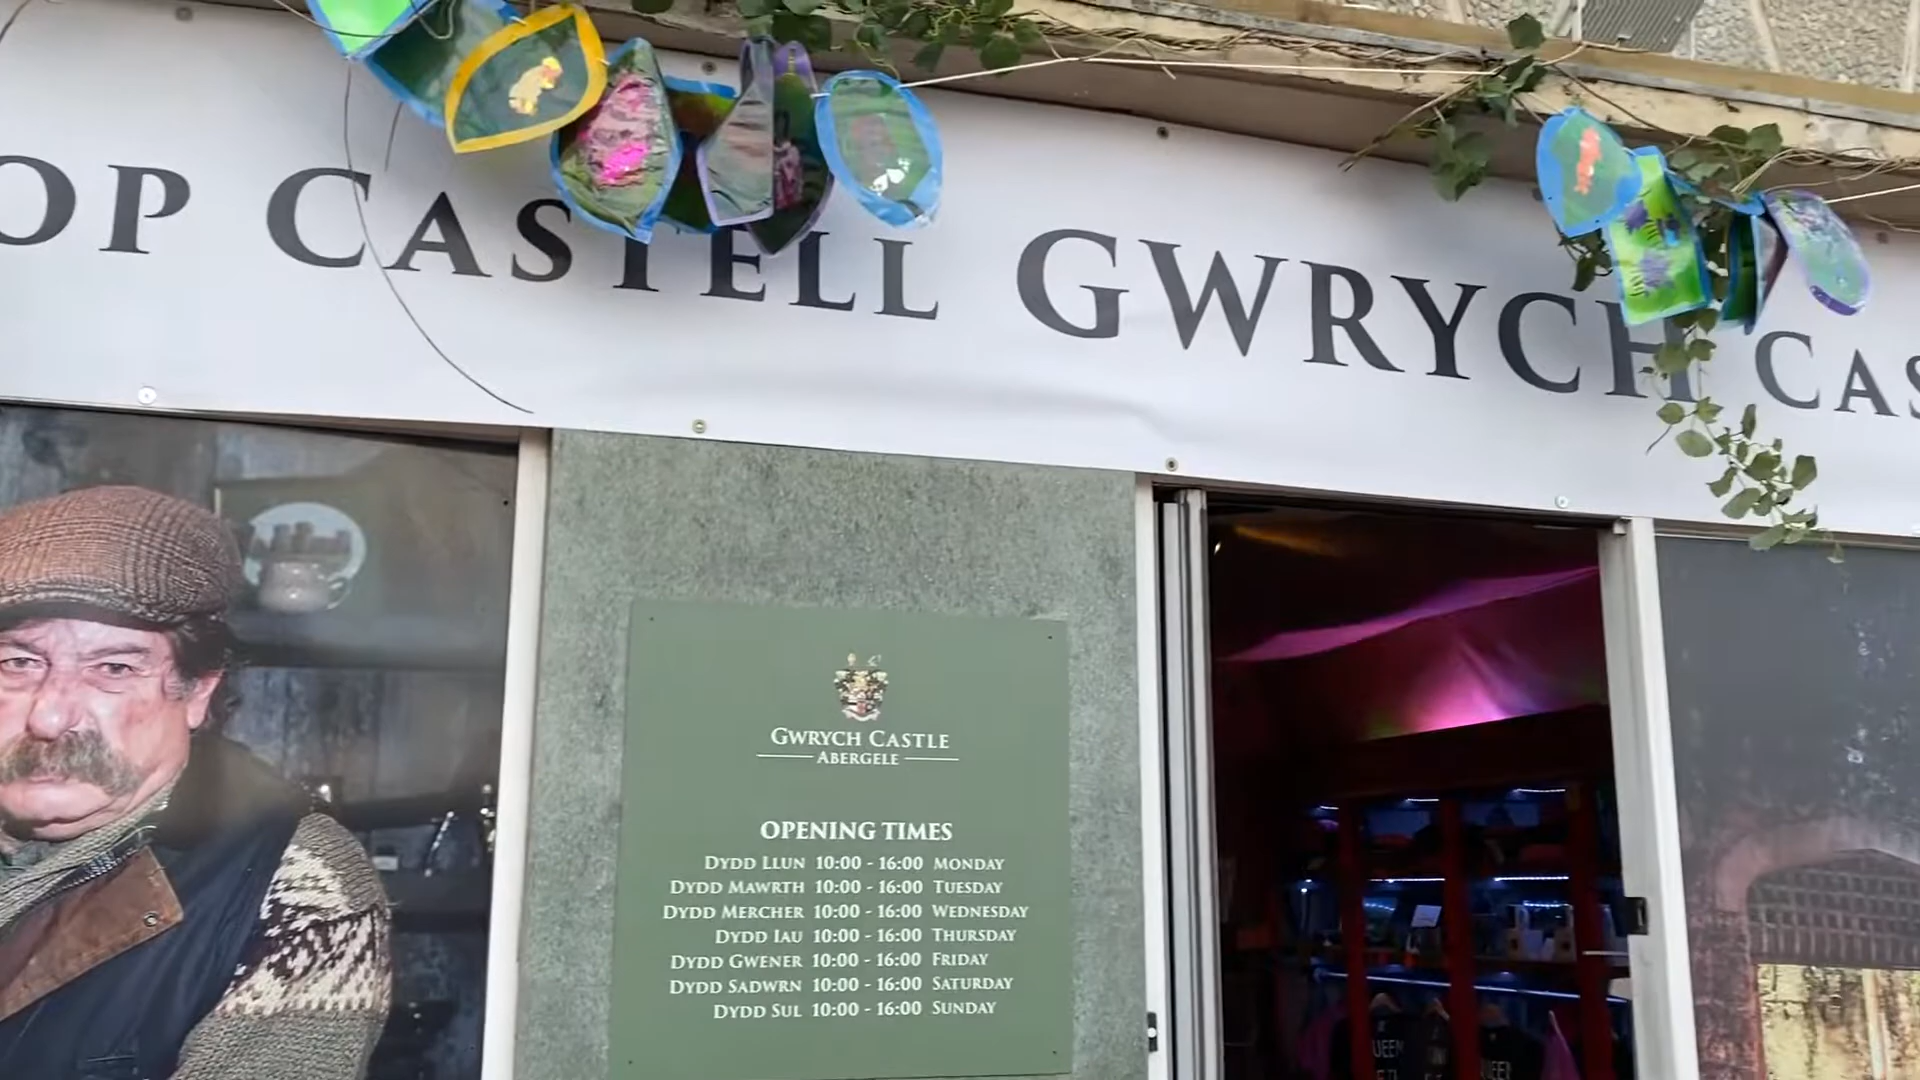 OP CASTELL GWRYCH CAS
GWRYCH CASTLE
ABERGELE
OPENING TIMES
DYDD LLUN 10:00 - 16:00 MONDAY
DYDD MAWRTH 10:00 - 16:00 TUESDAY
DYDD MERCHER 10:00 - 16:00 WEDNESDAY
DYDD IAU 10:00 - 16:00 THURSDAY
DYDD GWENER 10:00 - 16:00 FRIDAY
DYDD SADWRN 10:00 - 16:00 SATURDAY
DYDD SUL 10:00 - 16:00 SUNDAY